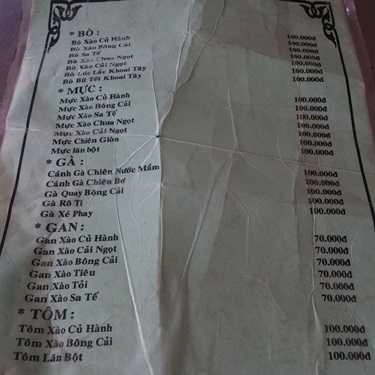 * BÒ :
Bò Xào Củ Hành 100.000đ
Bò Xào Bông Cải 100.000đ
Bò Sa Tế 100.000đ
Bò Xào Chua Ngọt 100.000đ
Bò Xào Cải Ngọt 100.000đ
Bò Lúc Lắc Khoai Tây 100.000đ
Bò Bít Tết Khoai Tây
* MỰC :
Mực Xào Củ Hành 100.000đ
Mực Xào Bông Cải 100.000đ
Mực Xào Sa Tế 100.000đ
Mực Xào Chua Ngọt 100.000đ
Mực Xào Cải Ngọt 100.000đ
Mực Chiên Giòn 100.000đ
Mực lăn bột 100.000đ
* GÀ :
Cánh Gà Chiên Nước Mắm 100.000đ
Cánh Gà Chiên Bơ 100.000đ
Gà Quay Bông Cải 100.000đ
Gà Rô Ti 100.000đ
Gà Xé Phay 100.000đ
* GAN :
Gan Xào Củ Hành 70.000đ
Gan Xào Cải Ngọt 70.000đ
Gan Xào Bông Cải 70.000đ
Gan Xào Tiêu 70.000đ
Gan Xào Tỏi 70.000đ
Gan Xào Sa Tế 70.000đ
* TÔM :
Tôm Xào Củ Hành 100.000đ
Tôm Xào Bông Cải 100.000đ
Tôm Lăn Bột 100.000đ